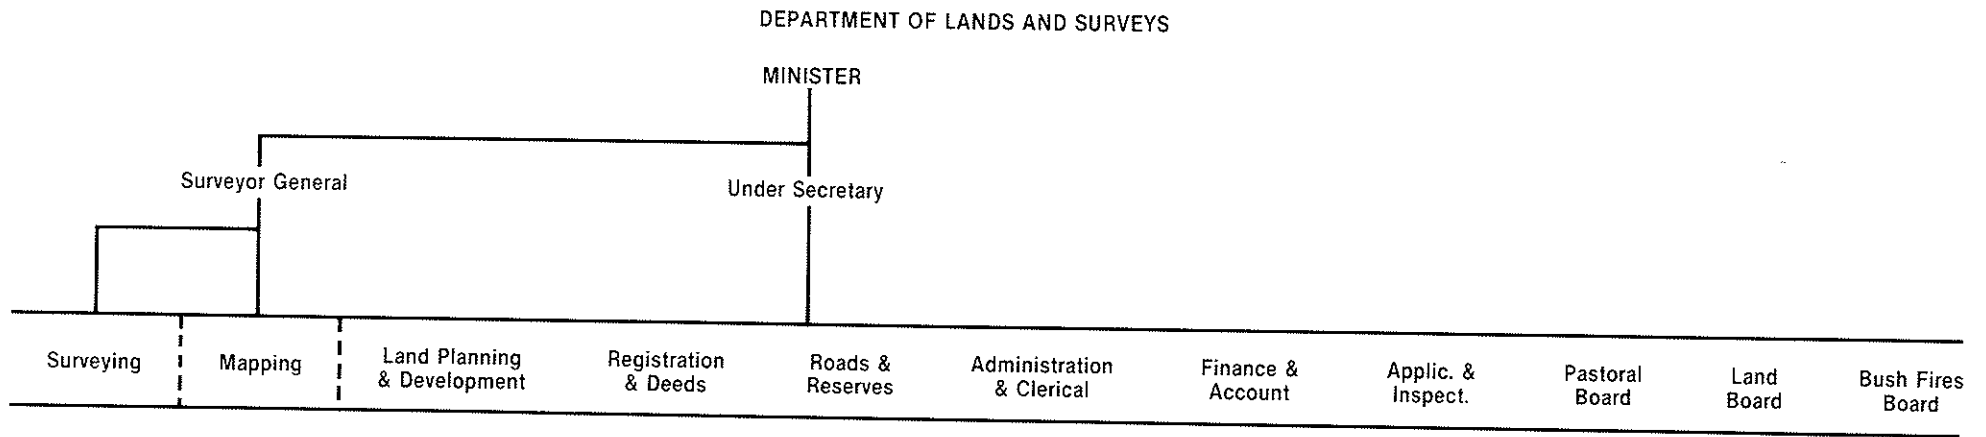 DEPARTMENT OF LANDS AND SURVEYS
MINISTER
Surveyor General
Under Secretary
Surveying
Mapping
Land Planning
& Development
Registration
& Deeds
Roads &
Reserves
Administration
& Clerical
Finance &
Account
Applic. &
Inspect.
Pastoral
Board
Land
Board
Bush Fires
Board